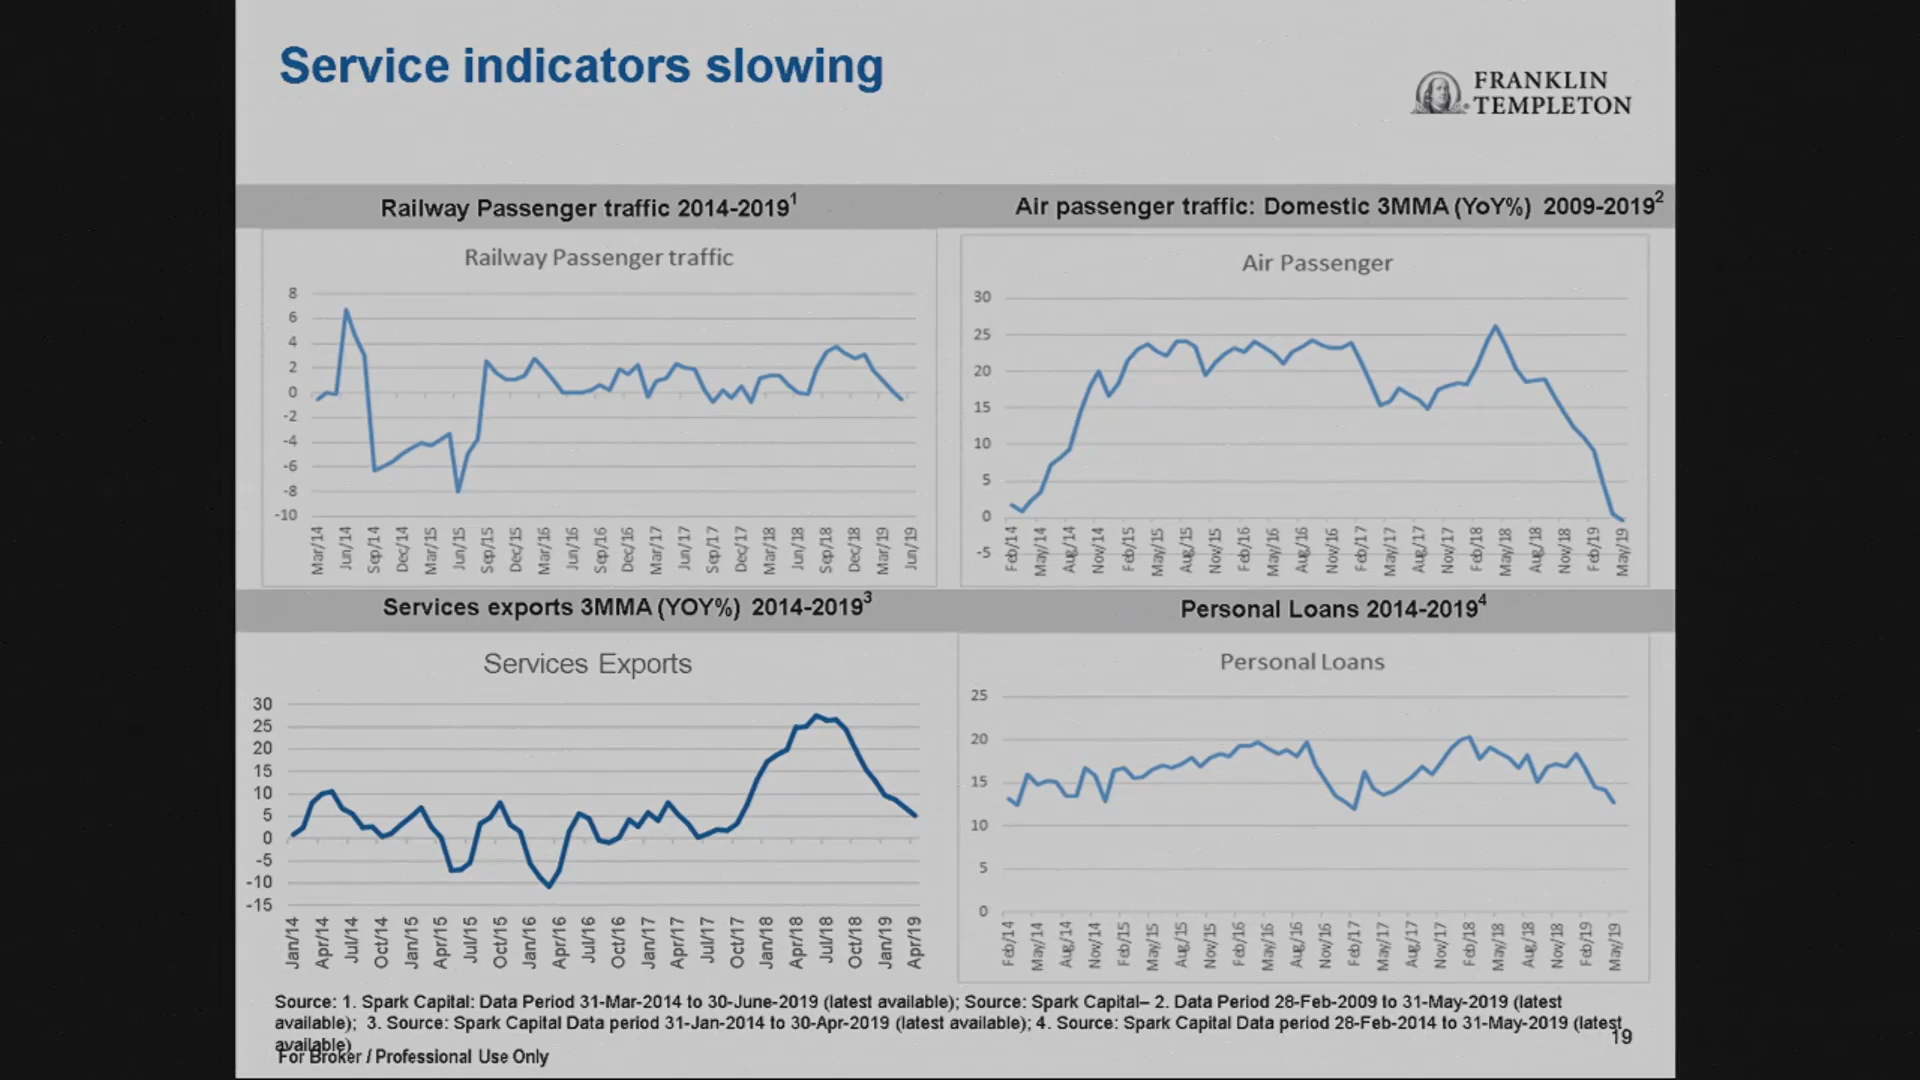 Service indicators slowing
FRANKLIN
TEMPLETON
Railway Passenger traffic 2014-2019¹
Air passenger traffic: Domestic 3MMA (YoY%) 2009-2019²
Railway Passenger traffic
8
6
4
2
0
-2
-4
-6
-8
-10
Mar/14 Jun/14 Sep/14 Dec/14 Mar/15 Jun/15 Sep/15 Dec/15 Mar/16 Jun/16 Sep/16 Dec/16 Mar/17 Jun/17 Sep/17 Dec/17 Mar/18 Jun/18 Sep/18 Dec/18 Mar/19 Jun/19
Air Passenger
30
25
20
15
10
5
0
-5
Feb/14 May/14 Aug/14 Nov/14 Feb/15 May/15 Aug/15 Nov/15 Feb/16 May/16 Aug/16 Nov/16 Feb/17 May/17 Aug/17 Nov/17 Feb/18 May/18 Aug/18 Nov/18 Feb/19 May/19
Services exports 3MMA (YOY%) 2014-2019³
Personal Loans 2014-2019⁴
Services Exports
30
25
20
15
10
5
0
-5
-10
-15
Jan/14 Apr/14 Jul/14 Oct/14 Jan/15 Apr/15 Jul/15 Oct/15 Jan/16 Apr/16 Jul/16 Oct/16 Jan/17 Apr/17 Jul/17 Oct/17 Jan/18 Apr/18 Jul/18 Oct/18 Jan/19 Apr/19
Personal Loans
25
20
15
10
5
0
Feb/14 May/14 Aug/14 Nov/14 Feb/15 May/15 Aug/15 Nov/15 Feb/16 May/16 Aug/16 Nov/16 Feb/17 May/17 Aug/17 Nov/17 Feb/18 May/18 Aug/18 Nov/18 Feb/19 May/19
Source: 1. Spark Capital: Data Period 31-Mar-2014 to 30-June-2019 (latest available); Source: Spark Capital– 2. Data Period 28-Feb-2009 to 31-May-2019 (latest
available); 3. Source: Spark Capital Data period 31-Jan-2014 to 30-Apr-2019 (latest available); 4. Source: Spark Capital Data period 28-Feb-2014 to 31-May-2019 (latest
available)
For Broker / Professional Use Only
19